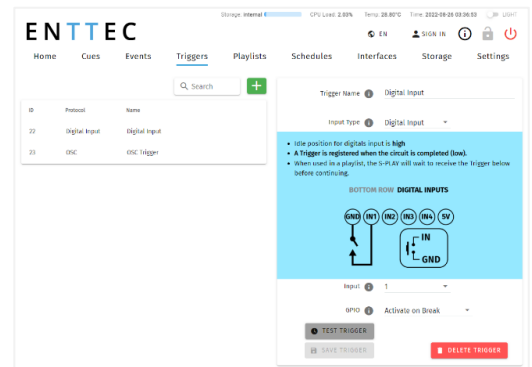 Storage: Internal CPU Load: 2.00% Temp: 28.80°C Time: 2022-08-26 03:36:53 LIGHT
ENTTEC
EN SIGN IN
Home Cues Events Triggers Playlists Schedules Interfaces Storage Settings
Search
ID Protocol Name
22 Digital Input Digital Input
23 OSC OSC Trigger
Trigger Name Digital Input
Input Type Digital Input
Idle position for digitals input is high
A Trigger is registered when the circuit is completed (low).
When used in a playlist, the S-PLAY will wait to receive the Trigger below
before continuing.
BOTTOM ROW DIGITAL INPUTS
GND IN1 IN2 IN3 IN4 5V
IN
GND
Input 1
GPIO Activate on Break
TEST TRIGGER
SAVE TRIGGER DELETE TRIGGER